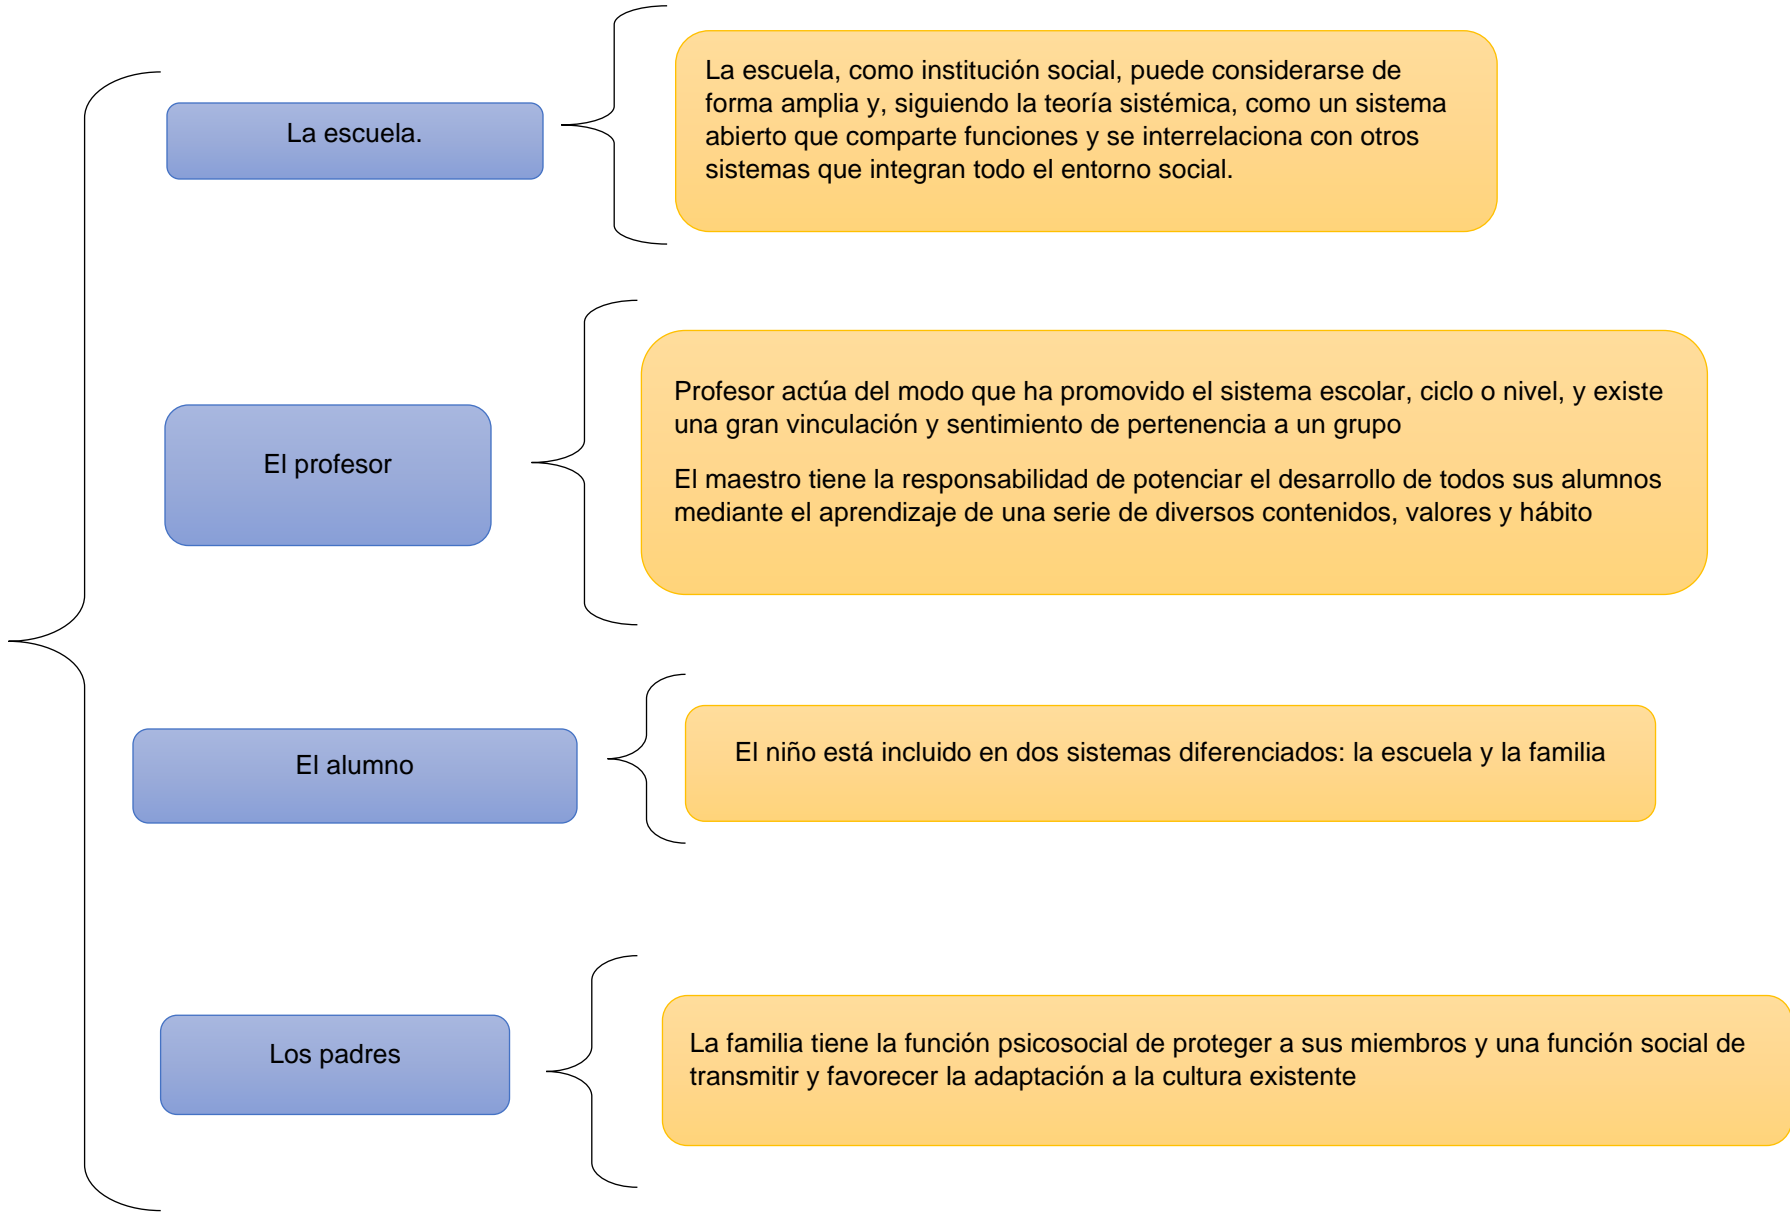 La escuela.
La escuela, como institución social, puede considerarse de
forma amplia y, siguiendo la teoría sistémica, como un sistema
abierto que comparte funciones y se interrelaciona con otros
sistemas que integran todo el entorno social.
El profesor
Profesor actúa del modo que ha promovido el sistema escolar, ciclo o nivel, y existe
una gran vinculación y sentimiento de pertenencia a un grupo
El maestro tiene la responsabilidad de potenciar el desarrollo de todos sus alumnos
mediante el aprendizaje de una serie de diversos contenidos, valores y hábito
El alumno
El niño está incluido en dos sistemas diferenciados: la escuela y la familia
Los padres
La familia tiene la función psicosocial de proteger a sus miembros y una función social de
transmitir y favorecer la adaptación a la cultura existente